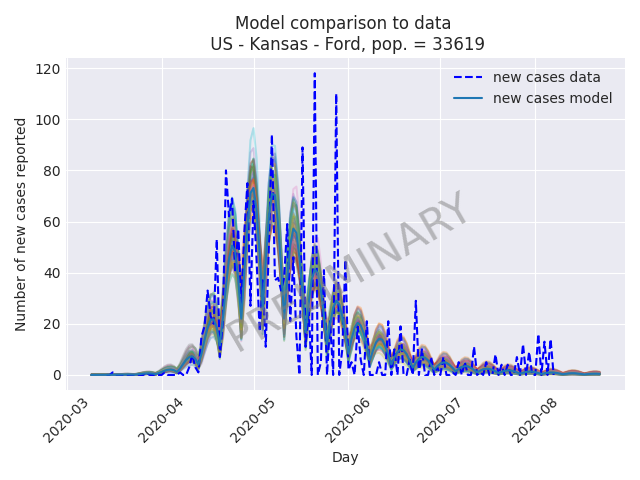 Model comparison to data
US - Kansas - Ford, pop. = 33619
120
100
80
60
40
20
0
Number of new cases reported
new cases data
new cases model
PRELIMINARY
2020-03
2020-04
2020-05
2020-06
2020-07
2020-08
Day